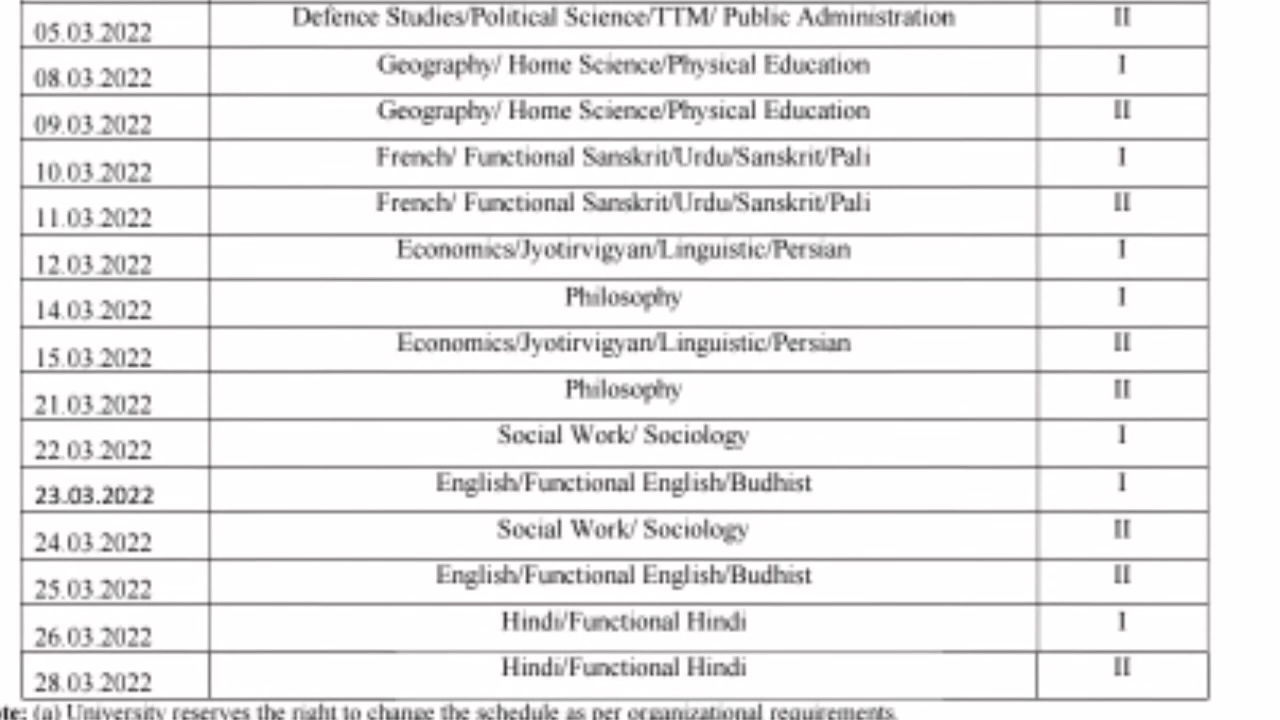 05.03.2022 Defence Studies/Political Science/TTM/ Public Administration II
08.03.2022 Geography/ Home Science/Physical Education I
09.03.2022 Geography/ Home Science/Physical Education II
10.03.2022 French/ Functional Sanskrit/Urdu/Sanskrit/Pali I
11.03.2022 French/ Functional Sanskrit/Urdu/Sanskrit/Pali II
12.03.2022 Economics/Jyotirvigyan/Linguistic/Persian I
14.03.2022 Philosophy I
15.03.2022 Economics/Jyotirvigyan/Linguistic/Persian II
21.03.2022 Philosophy II
22.03.2022 Social Work/ Sociology I
23.03.2022 English/Functional English/Budhist I
24.03.2022 Social Work/ Sociology II
25.03.2022 English/Functional English/Budhist II
26.03.2022 Hindi/Functional Hindi I
28.03.2022 Hindi/Functional Hindi II
te: (a) University reserves the right to change the schedule as per organizational requirements.